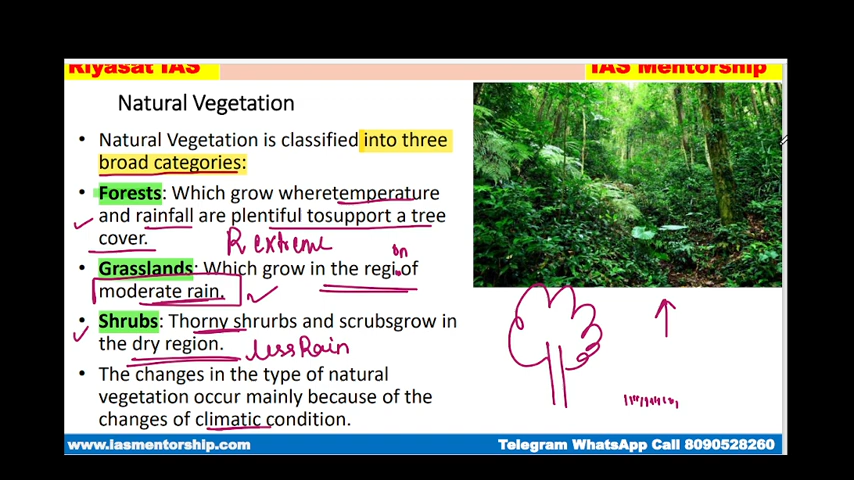 Riyasat IAS
IAS Mentorship
Natural Vegetation
• Natural Vegetation is classified into three
broad categories:
• Forests: Which grow wheretemperature
and rainfall are plentiful tosupport a tree
cover.
R extreme
• Grasslands: Which grow in the regi.of
on
moderate rain.
• Shrubs: Thorny shrurbs and scrubsgrow in
the dry region.
less Rain
• The changes in the type of natural
vegetation occur mainly because of the
changes of climatic condition.
www.Iasmentorship.com
Telegram WhatsApp Call 8090528260